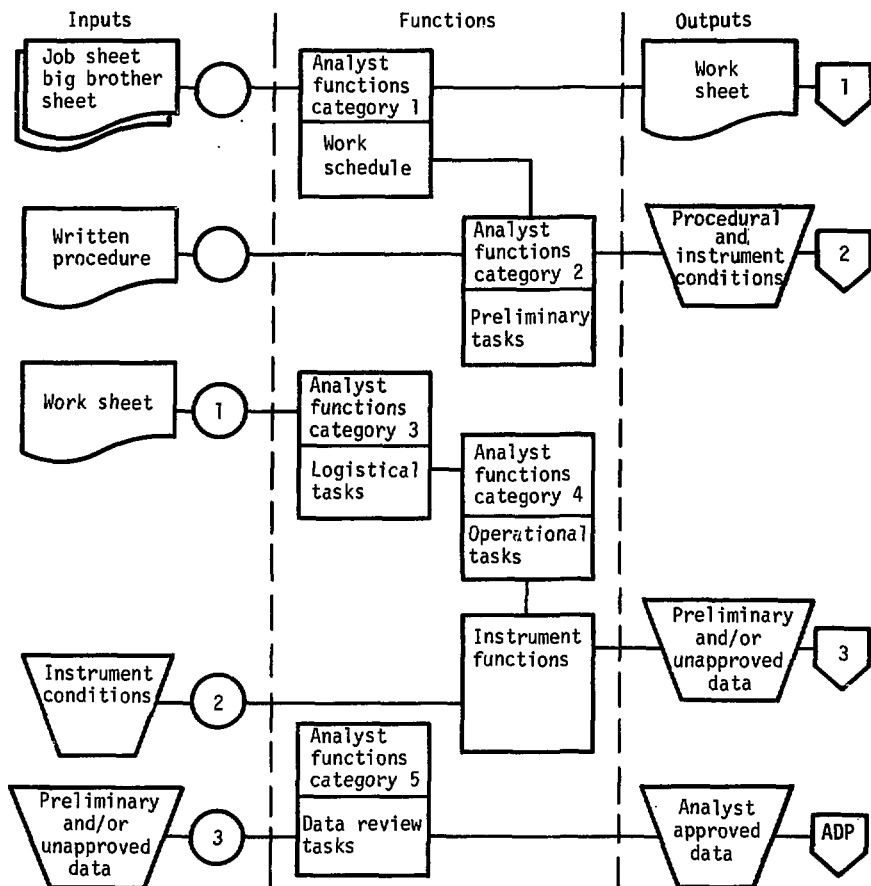 Inputs
Functions
Outputs
Job sheet
big brother
sheet
Analyst
functions
category 1
Work
schedule
Work
sheet
1
Written
procedure
Analyst
functions
category 2
Preliminary
tasks
Procedural
and
instrument
conditions
2
Work sheet
1
Analyst
functions
category 3
Logistical
tasks
Analyst
functions
category 4
Operational
tasks
Instrument
functions
Preliminary
and/or
unapproved
data
3
Instrument
conditions
2
Analyst
functions
category 5
Data review
tasks
Preliminary
and/or
unapproved
data
3
Analyst
approved
data
ADP